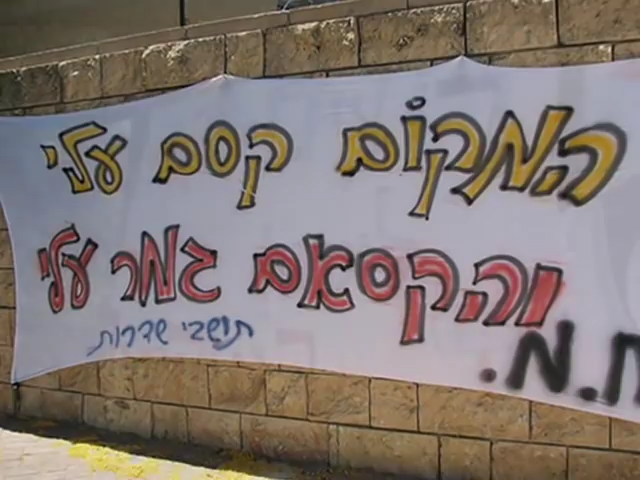 המקום קסם עלי
והקסאם גמר עלי
תושבי שדרות
ח.מ.